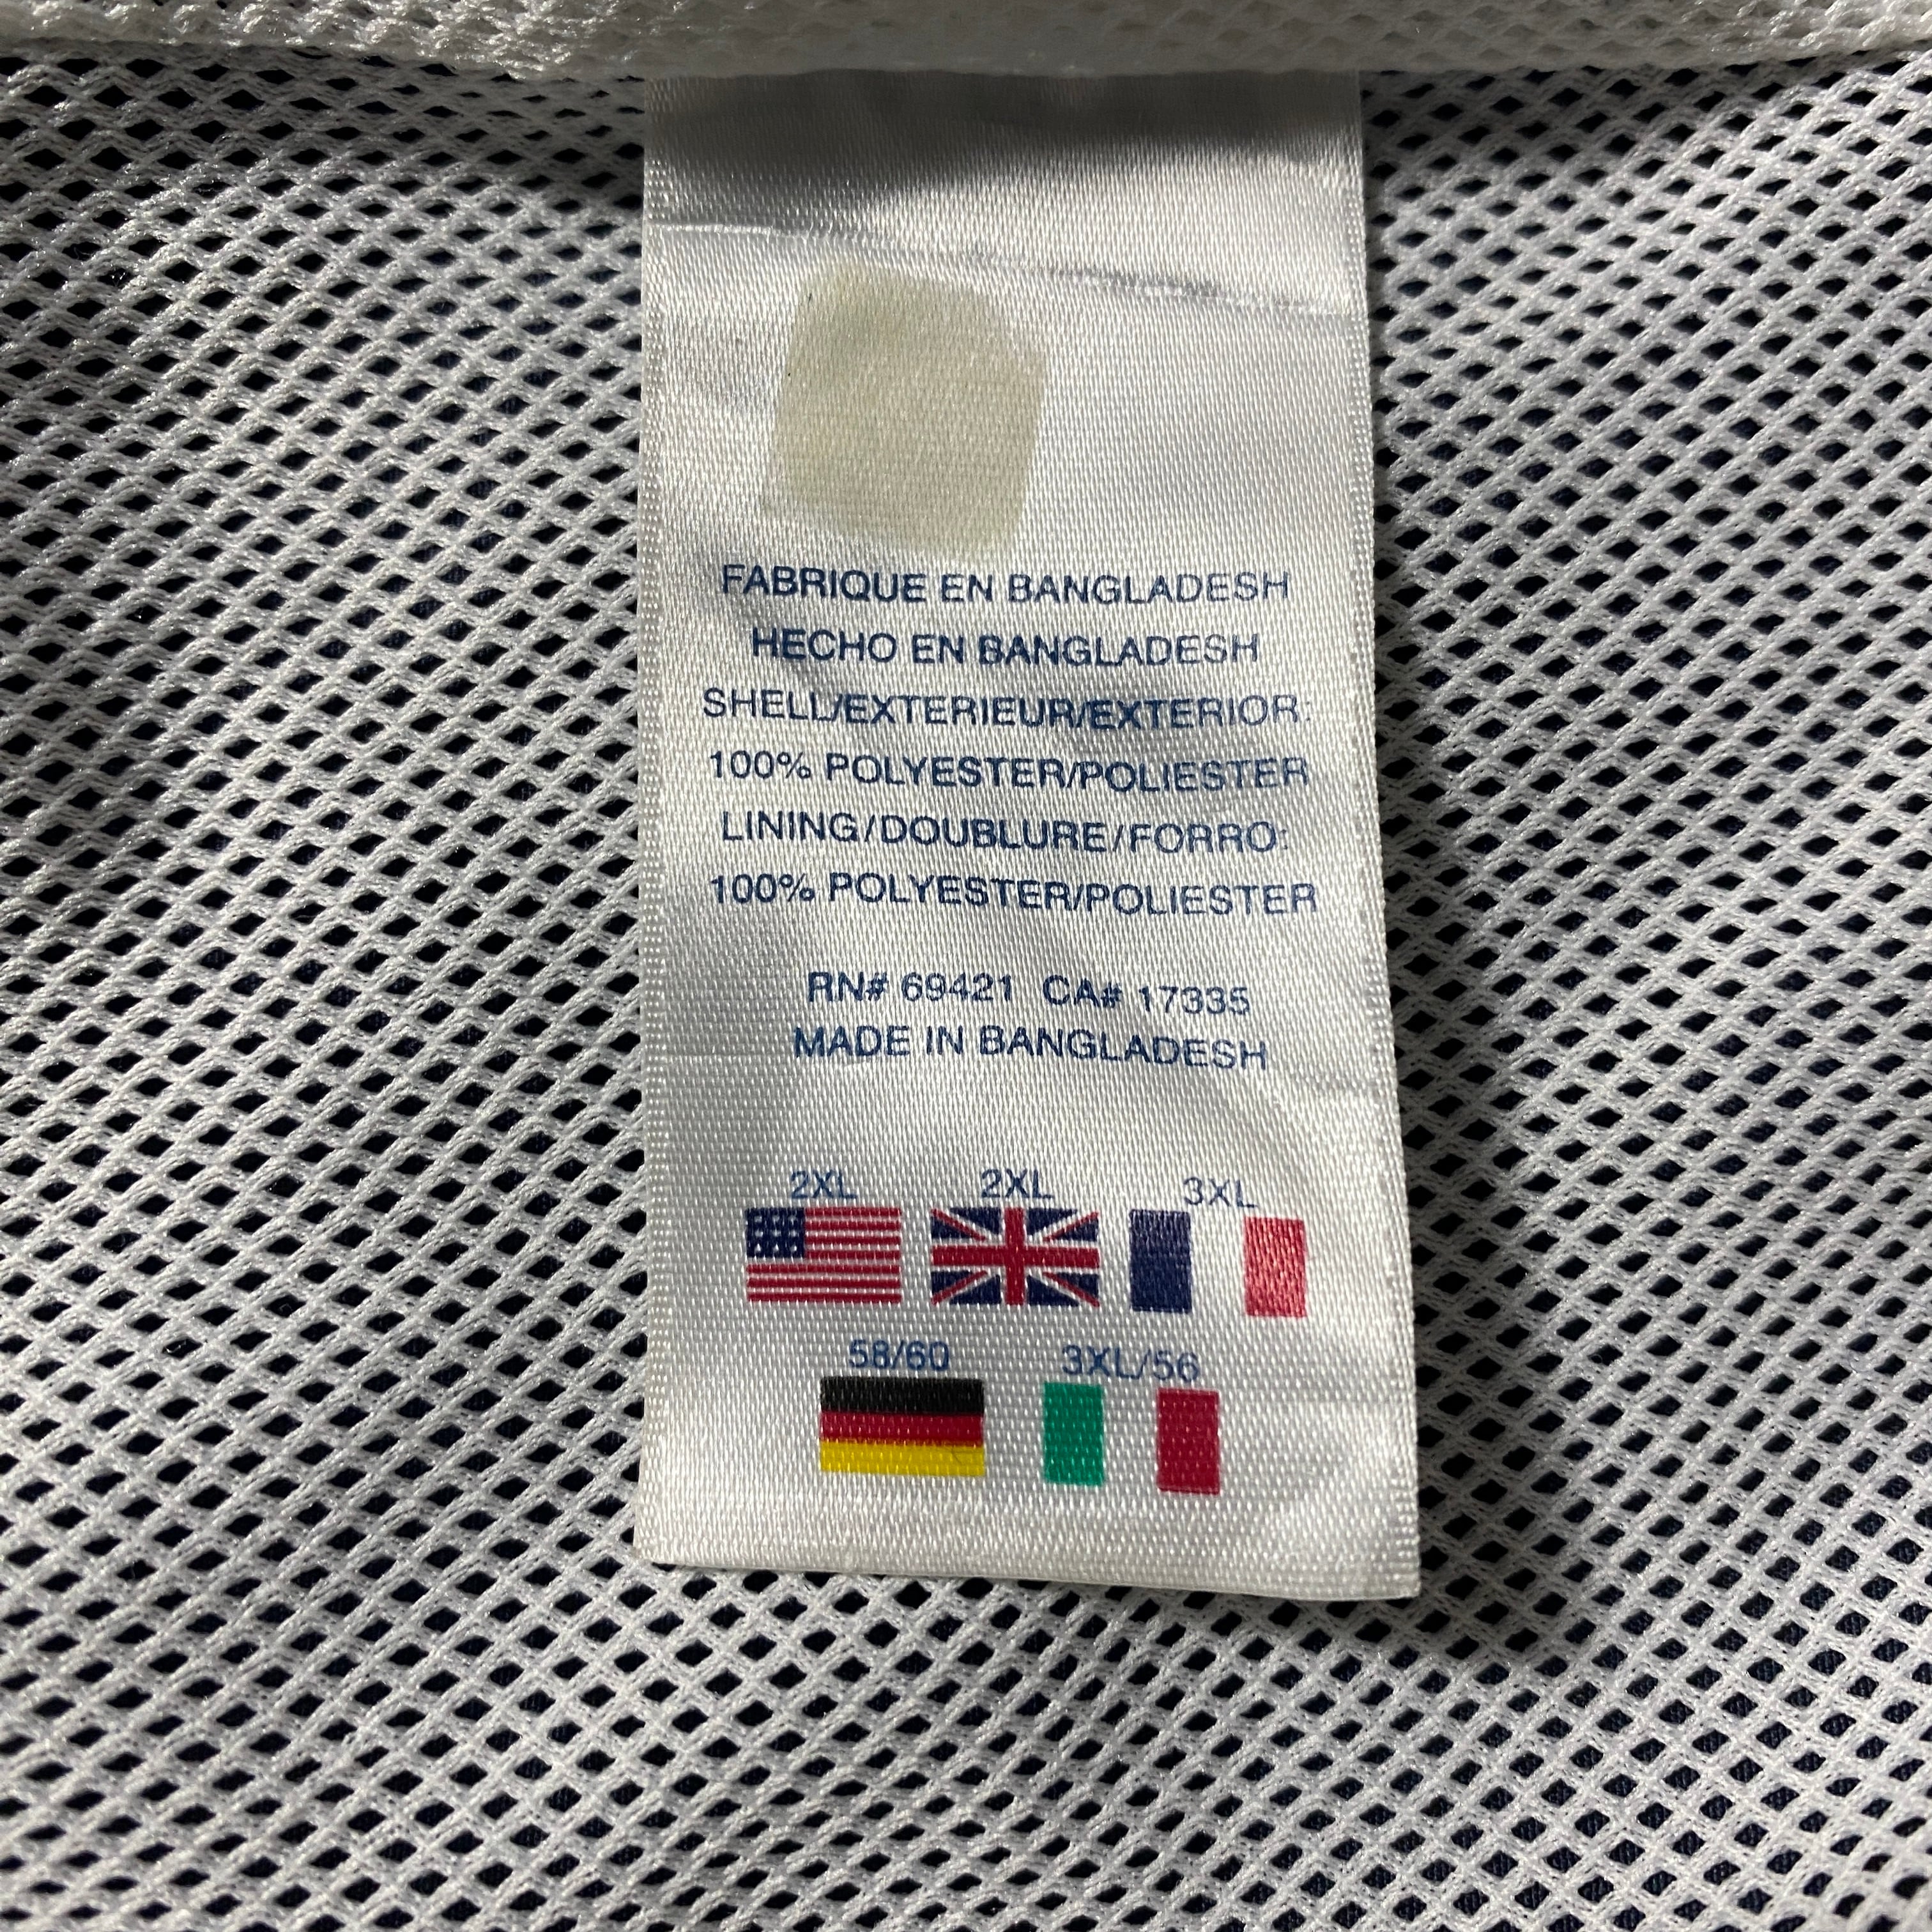 FABRIQUE EN BANGLADESH
HECHO EN BANGLADESH
SHELL/EXTERIEUR/EXTERIOR:
100% POLYESTER/POLIESTER
LINING/DOUBLURE/FORRO:
100% POLYESTER/POLIESTER
RN# 69421 CA# 17335
MADE IN BANGLADESH
2XL 2XL 3XL
58/60 3XL/56